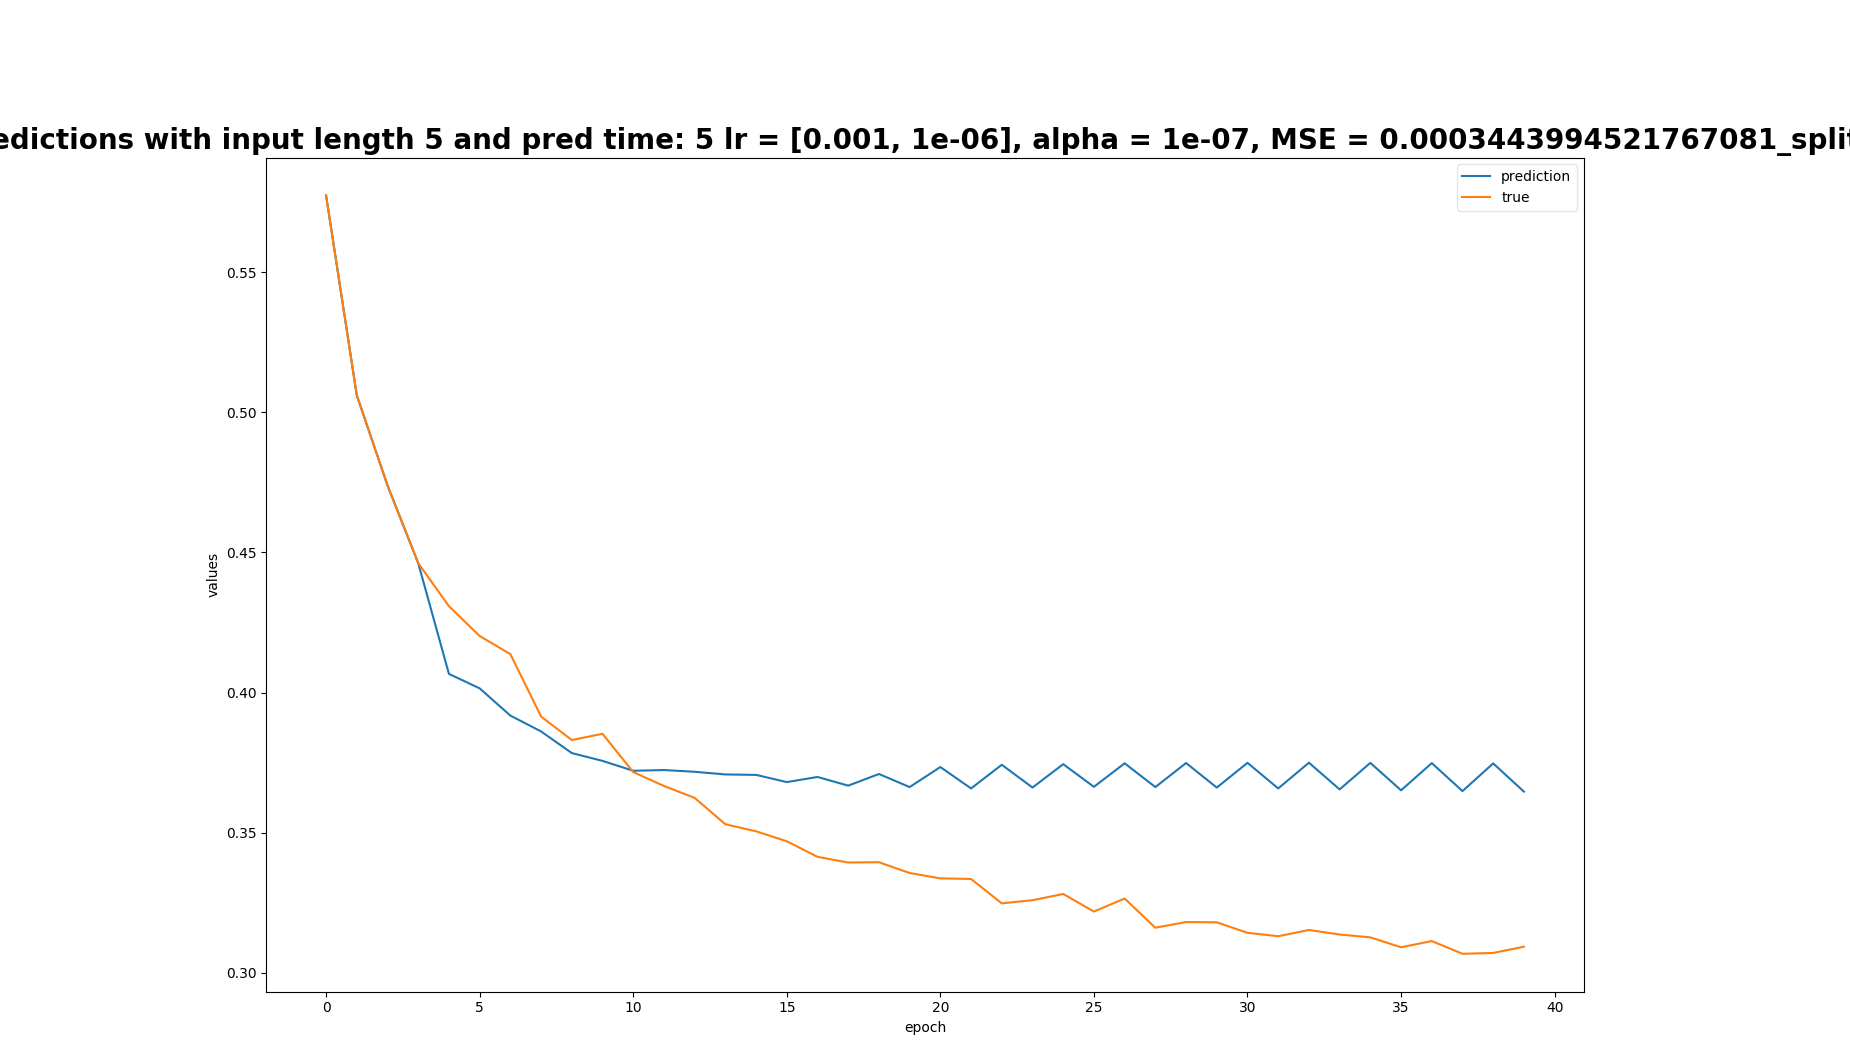 edictions with input length 5 and pred time: 5 lr = [0.001, 1e-06], alpha = 1e-07, MSE = 0.0003443994521767081_split
prediction
true
values
0.55
0.50
0.45
0.40
0.35
0.30
0 5 10 15 20 25 30 35 40
epoch